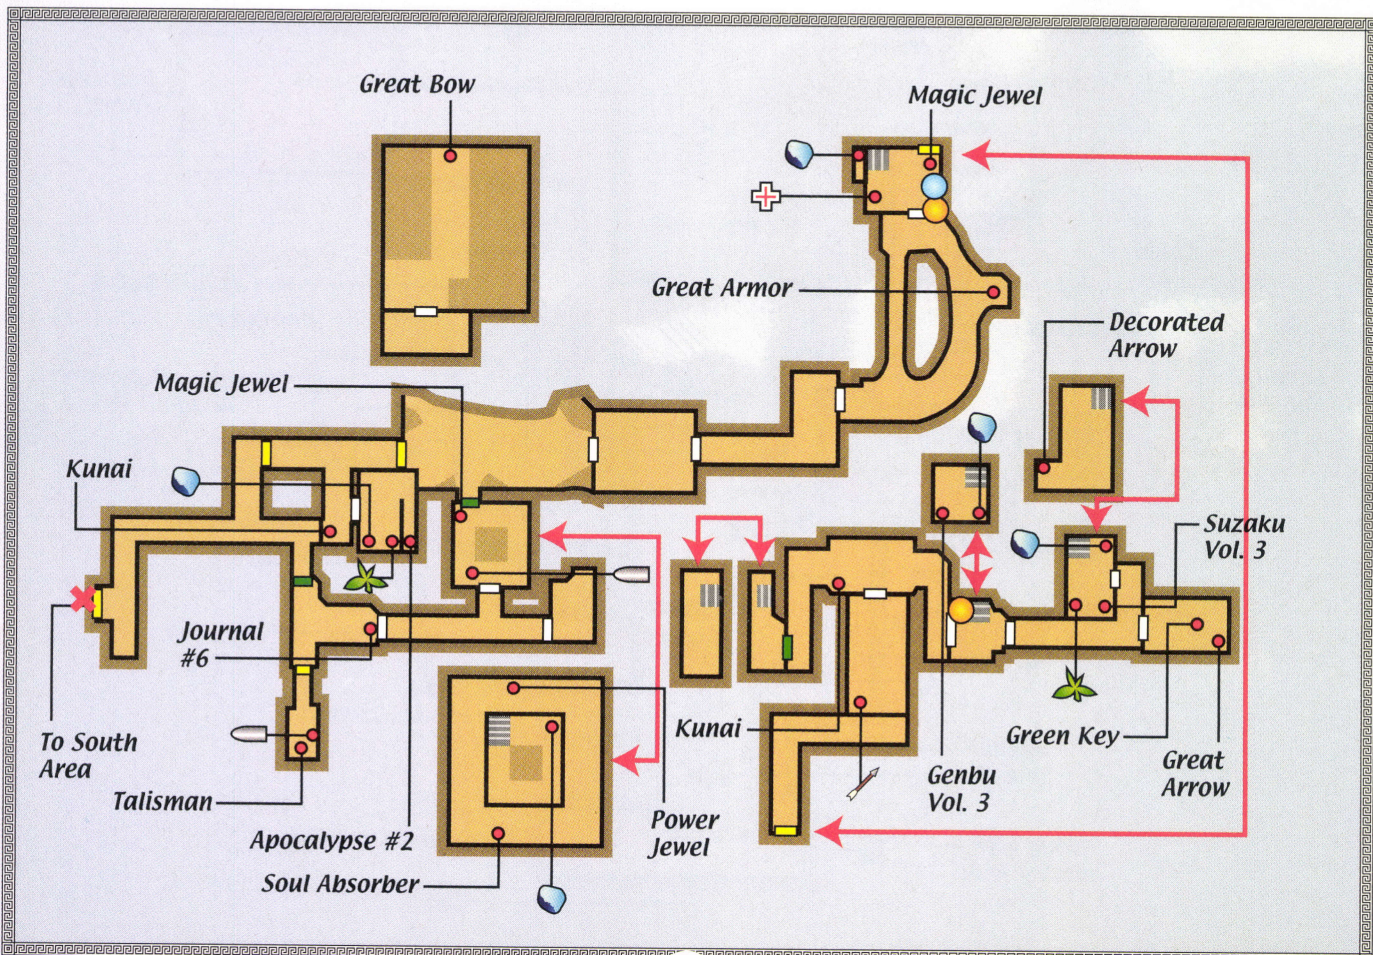 Great Bow
Magic Jewel
Great Armor
Decorated
Arrow
Magic Jewel
Kunai
Suzaku
Vol. 3
Journal
#6
To South
Area
Talisman
Apocalypse #2
Soul Absorber
Power
Jewel
Kunai
Genbu
Vol. 3
Green Key
Great
Arrow